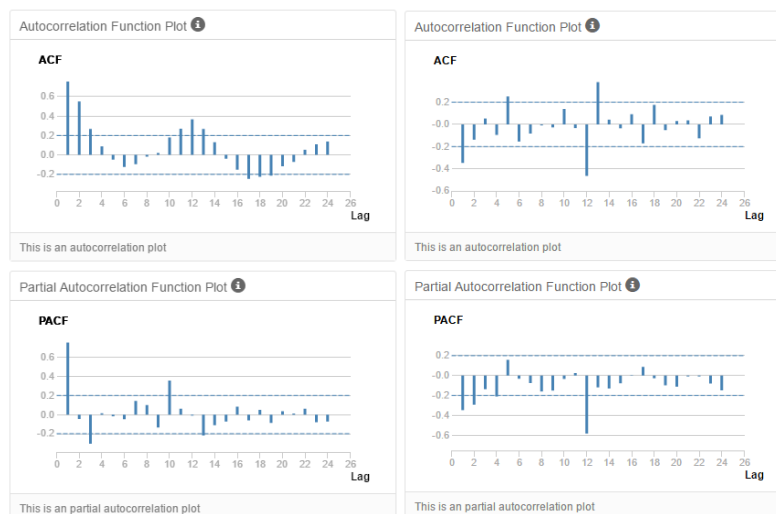 Autocorrelation Function Plot
ACF
0.6
0.4
0.2
0.0
-0.2
0 2 4 6 8 10 12 14 16 18 20 22 24 26
Lag
This is an autocorrelation plot
Autocorrelation Function Plot
ACF
0.2
-0.0
-0.2
-0.4
-0.6
0 2 4 6 8 10 12 14 16 18 20 22 24 26
Lag
This is an autocorrelation plot
Partial Autocorrelation Function Plot
PACF
0.6
0.4
0.2
0.0
-0.2
0 2 4 6 8 10 12 14 16 18 20 22 24 26
Lag
This is an partial autocorrelation plot
Partial Autocorrelation Function Plot
PACF
0.2
-0.0
-0.2
-0.4
-0.6
0 2 4 6 8 10 12 14 16 18 20 22 24 26
Lag
This is an partial autocorrelation plot